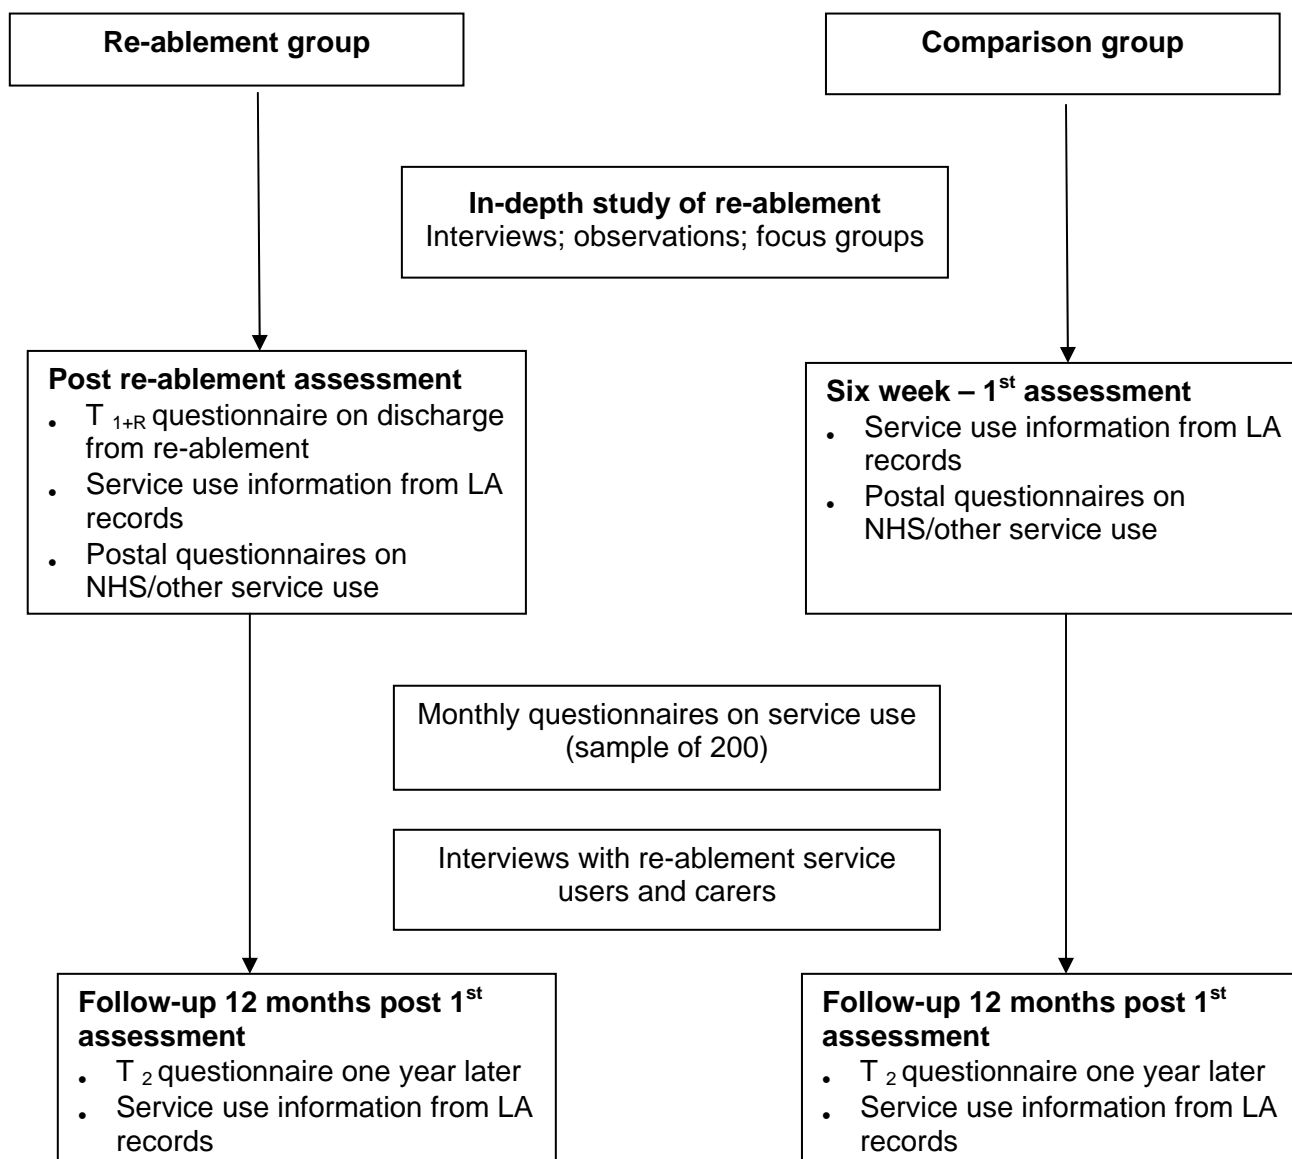 Re-ablement group
Comparison group
In-depth study of re-ablement
Interviews; observations; focus groups
Post re-ablement assessment
• T 1+R questionnaire on discharge
from re-ablement
• Service use information from LA
records
• Postal questionnaires on
NHS/other service use
Six week – 1st assessment
• Service use information from LA
records
• Postal questionnaires on
NHS/other service use
Monthly questionnaires on service use
(sample of 200)
Interviews with re-ablement service
users and carers
Follow-up 12 months post 1st
assessment
• T 2 questionnaire one year later
• Service use information from LA
records
Follow-up 12 months post 1st
assessment
• T 2 questionnaire one year later
• Service use information from LA
records